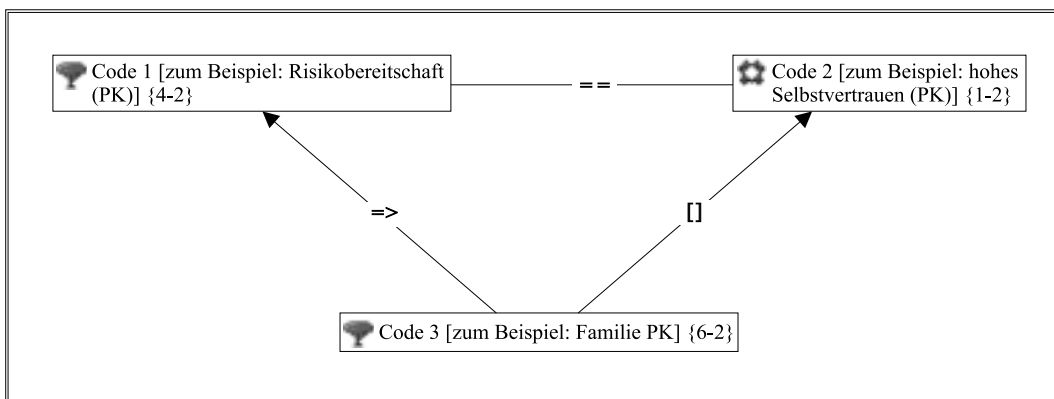 Code 1 [zum Beispiel: Risikobereitschaft
(PK)] {4-2}
==
Code 2 [zum Beispiel: hohes
Selbstvertrauen (PK)] {1-2}
=>
[]
Code 3 [zum Beispiel: Familie PK] {6-2}